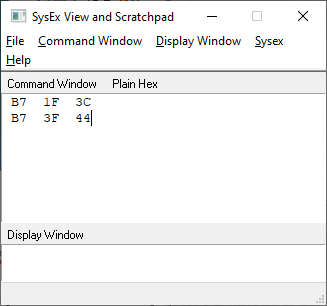 SysEx View and Scratchpad
File Command Window Display Window Sysex
Help
Command Window Plain Hex
B7 1F 3C
B7 3F 44
Display Window